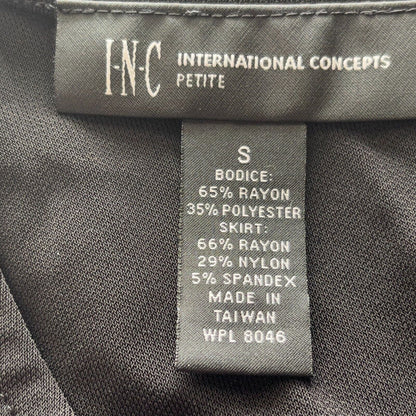 I·N·C INTERNATIONAL CONCEPTS
PETITE
S
BODICE:
65% RAYON
35% POLYESTER
SKIRT:
66% RAYON
29% NYLON
5% SPANDEX
MADE IN
TAIWAN
WPL 8046